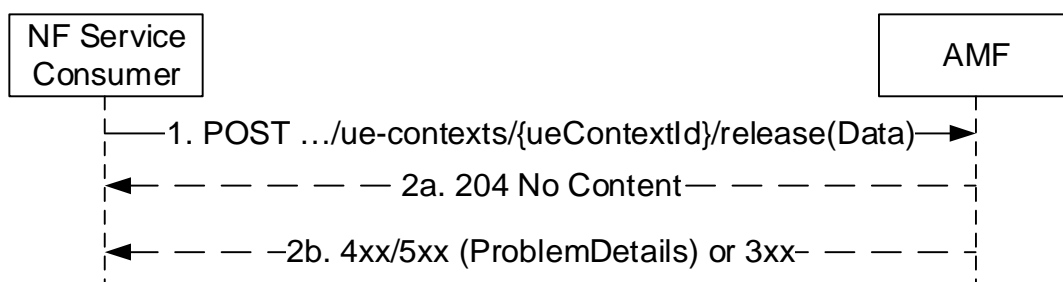 NF Service
Consumer
AMF
1. POST …/ue-contexts/{ueContextId}/release(Data)
2a. 204 No Content
2b. 4xx/5xx (ProblemDetails) or 3xx